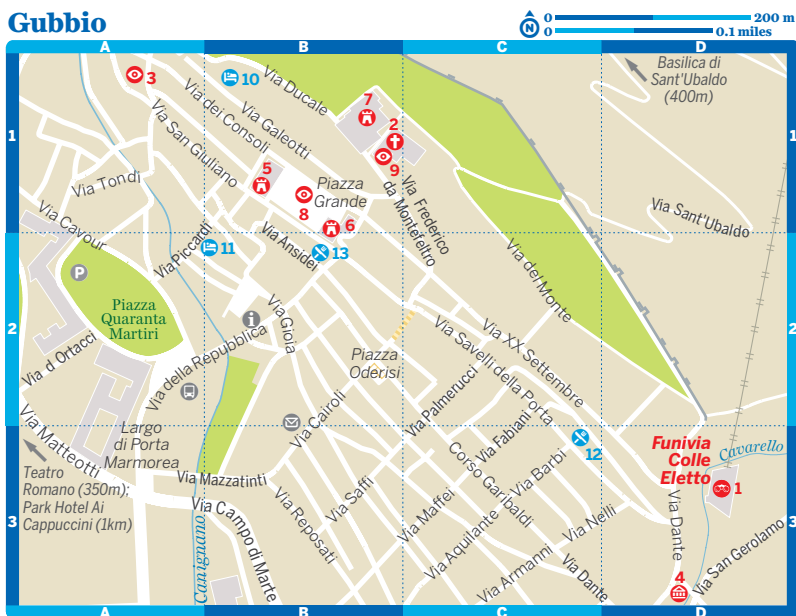 Gubbio
N
0
200 m
0
0.1 miles
A
B
C
D
1
2
3
1
2
3
A
B
C
D
3
10
Via Ducale
7
2
9
Basilica di
Sant'Ubaldo
(400m)
Via dei Consoli
Via Galeotti
Via San Giuliano
5
8
Piazza
Grande
6
Via Frederico
da Montefeltro
Via Tondi
Via Sant'Ubaldo
Via Cavour
Via Piccardi
11
Via Ansidei
13
Via del Monte
P
Piazza
Quaranta
Martiri
i
Via Gioia
Via della Repubblica
Via d Ortacci
Piazza
Oderisi
Via XX Settembre
Via Savelli della Porta
Via Palmerucci
Via Cairoli
Largo
di Porta
Marmorea
Via Matteotti
Teatro
Romano (350m);
Park Hotel Ai
Cappuccini (1km)
Via Mazzatinti
Via Campo di Marte
Canignano
Via Reposati
Via Saffi
Via Maffei
Corso Garibaldi
Via Fabiani
Via Barbi
12
Via Aquilante
Via Armanni
Via Nelli
Via Dante
Funivia
Colle
Eletto
Cavarello
1
Via Dante
4
Via San Gerolamo